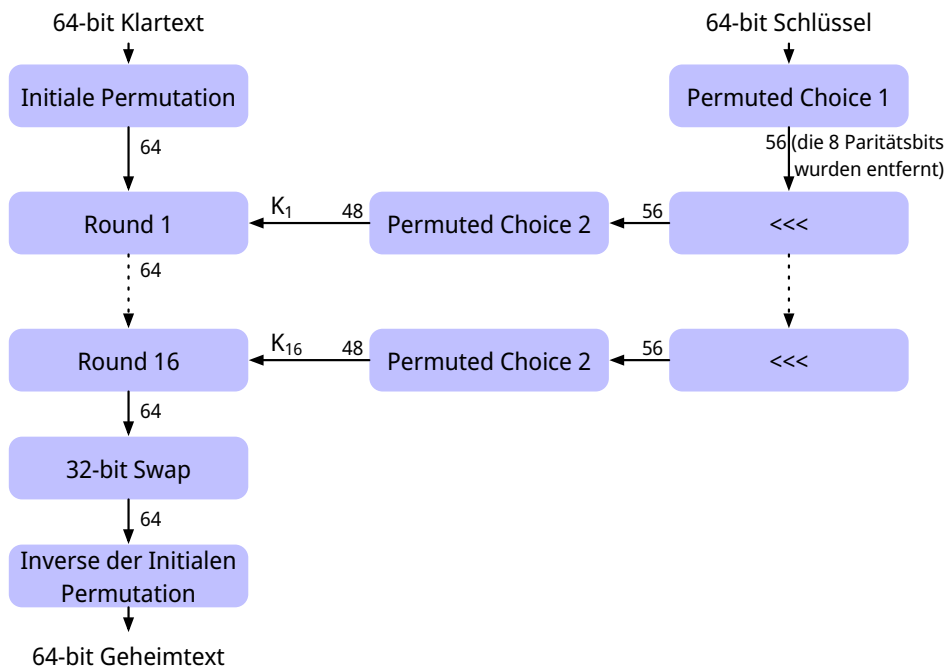 64-bit Klartext
64-bit Schlüssel
Initiale Permutation
Permuted Choice 1
64
56 (die 8 Paritätsbits
wurden entfernt)
Round 1
K1
48
Permuted Choice 2
56
<<<
64
Round 16
K16
48
Permuted Choice 2
56
<<<
64
32-bit Swap
64
Inverse der Initialen
Permutation
64-bit Geheimtext